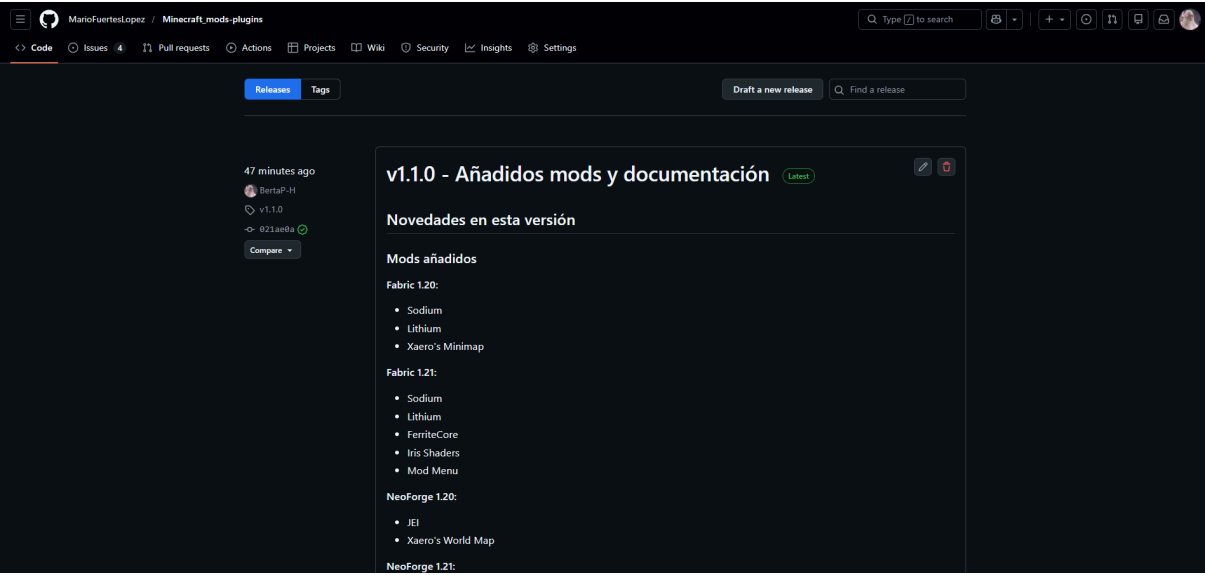 MarioFuertesLopez / Minecraft_mods-plugins
Type / to search
Code Issues 4 Pull requests Actions Projects Wiki Security Insights Settings
Releases Tags
Draft a new release
Find a release
47 minutes ago
BertaP-H
v1.1.0
021ae0a
Compare
v1.1.0 - Añadidos mods y documentación Latest
Novedades en esta versión
Mods añadidos
Fabric 1.20:
Sodium
Lithium
Xaero's Minimap
Fabric 1.21:
Sodium
Lithium
FerriteCore
Iris Shaders
Mod Menu
NeoForge 1.20:
JEI
Xaero's World Map
NeoForge 1.21: